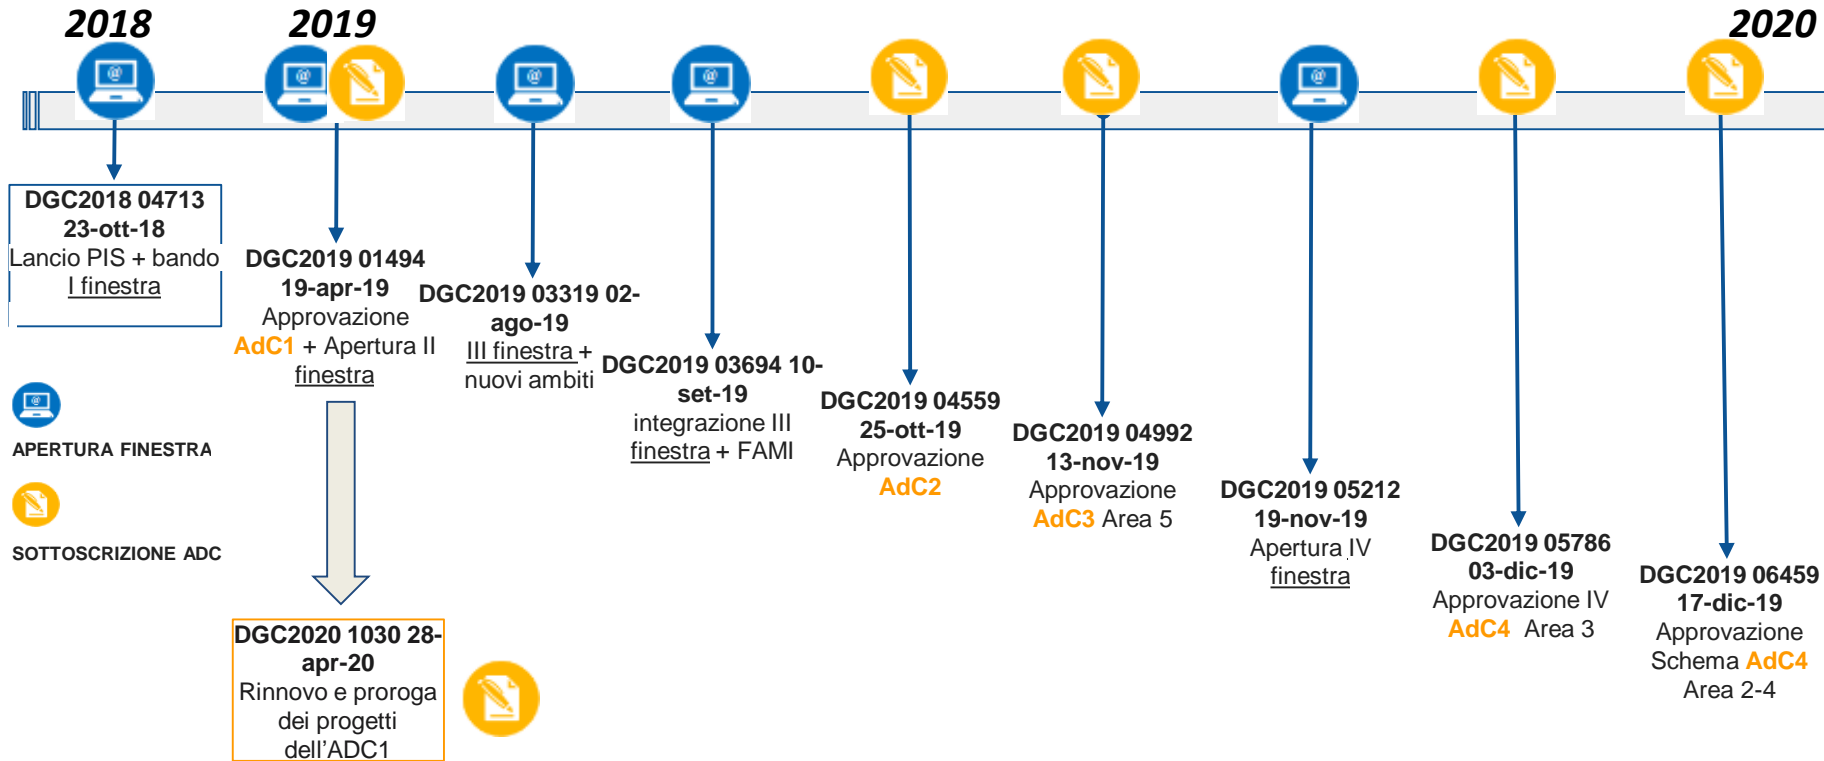 2018
2019
2020
DGC2018 04713
23-ott-18
Lancio PIS + bando
I finestra
DGC2019 01494
19-apr-19
Approvazione
AdC1 + Apertura II
finestra
DGC2019 03319 02-
ago-19
III finestra +
nuovi ambiti
DGC2019 03694 10-
set-19
integrazione III
finestra + FAMI
DGC2019 04559
25-ott-19
Approvazione
AdC2
DGC2019 04992
13-nov-19
Approvazione
AdC3 Area 5
DGC2019 05212
19-nov-19
Apertura IV
finestra
DGC2019 05786
03-dic-19
Approvazione IV
AdC4 Area 3
DGC2019 06459
17-dic-19
Approvazione
Schema AdC4
Area 2-4
APERTURA FINESTRA
SOTTOSCRIZIONE ADC
DGC2020 1030 28-
apr-20
Rinnovo e proroga
dei progetti
dell'ADC1